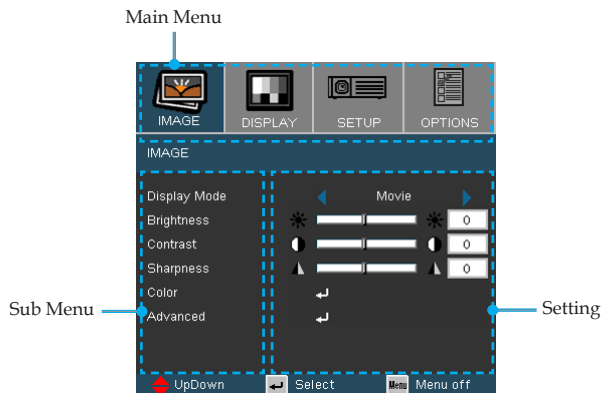 Main Menu
IMAGE DISPLAY SETUP OPTIONS
IMAGE
Display Mode Movie
Brightness 0
Contrast 0
Sharpness 0
Color
Sub Menu Setting
Advanced
UpDown Select Menu Menu off